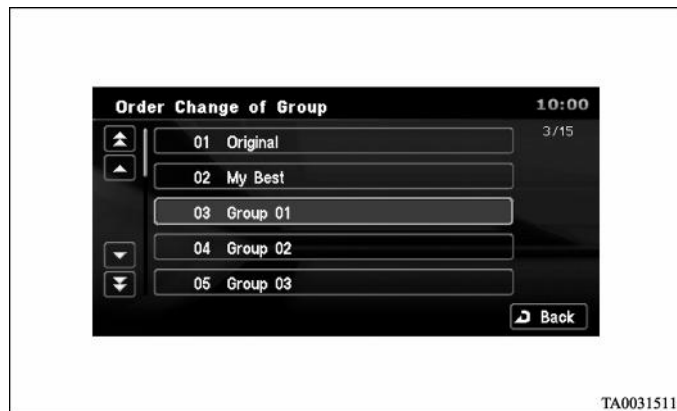 Order Change of Group 10:00
3/15
01 Original
02 My Best
03 Group 01
04 Group 02
05 Group 03
Back
TA0031511